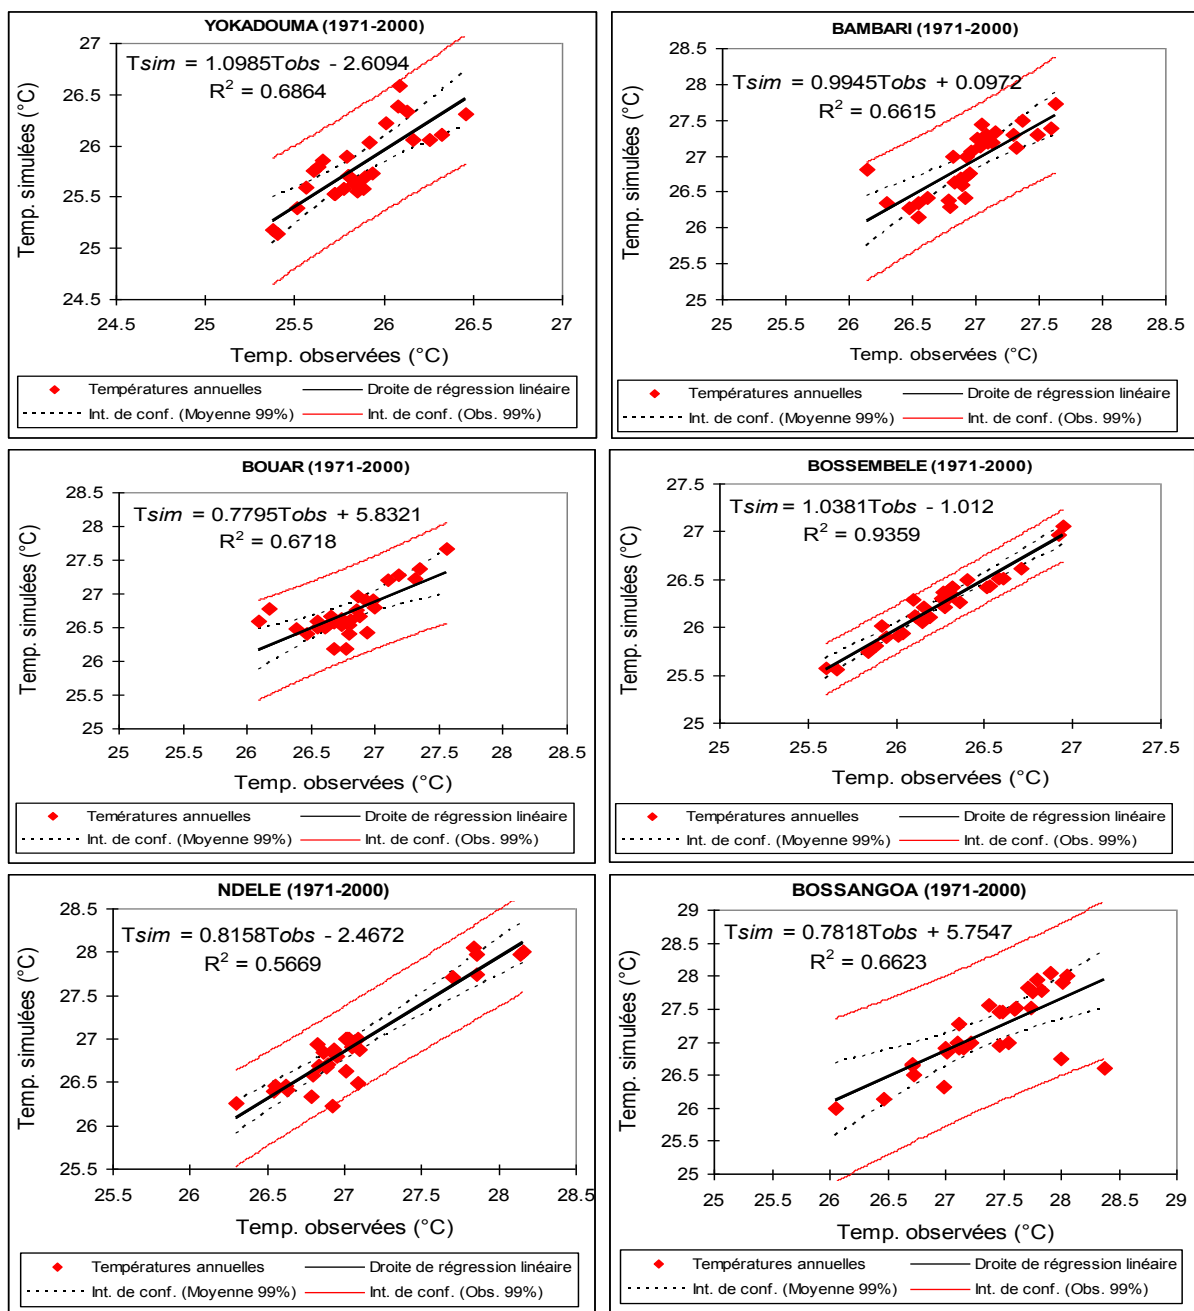 YOKADOUMA (1971-2000)
Tsim = 1.0985Tobs - 2.6094
R² = 0.6864
Temp. simulées (°C)
27
26.5
26
25.5
25
24.5
24.5 25 25.5 26 26.5 27
Temp. observées (°C)
Températures annuelles Droite de régression linéaire
Int. de conf. (Moyenne 99%) Int. de conf. (Obs. 99%)
BAMBARI (1971-2000)
Tsim = 0.9945Tobs + 0.0972
R² = 0.6615
Temp. simulées (°C)
28.5
28
27.5
27
26.5
26
25.5
25
25 25.5 26 26.5 27 27.5 28 28.5
Temp. observées (°C)
Températures annuelles Droite de régression linéaire
Int. de conf. (Moyenne 99%) Int. de conf. (Obs. 99%)
BOUAR (1971-2000)
Tsim = 0.7795Tobs + 5.8321
R² = 0.6718
Temp. simulées (°C)
28.5
28
27.5
27
26.5
26
25.5
25
25 25.5 26 26.5 27 27.5 28 28.5
Temp. observées (°C)
Temératures annuelles Droite de régression linéaire
Int. de conf. (Moyenne 99%) Int. de conf. (Obs. 99%)
BOSSEMBELE (1971-2000)
Tsim = 1.0381Tobs - 1.012
R² = 0.9359
Temp. simulées (°C)
27.5
27
26.5
26
25.5
25
25 25.5 26 26.5 27 27.5
Temp. observées (°C)
Températures annuelles Droite de régression linéaire
Int. de conf. (Moyenne 99%) Int. de conf. (Obs. 99%)
NDELE (1971-2000)
Tsim = 0.8158Tobs - 2.4672
R² = 0.5669
Temp. simulées (°C)
28.5
28
27.5
27
26.5
26
25.5
25.5 26 26.5 27 27.5 28 28.5
Temp. observées (°C)
Températures annuelles Droite de régression linéaire
Int. de conf. (Moyenne 99%) Int. de conf. (Obs. 99%)
BOSSANGOA (1971-2000)
Tsim = 0.7818Tobs + 5.7547
R² = 0.6623
Temp. simulées (°C)
29
28.5
28
27.5
27
26.5
26
25.5
25
25 25.5 26 26.5 27 27.5 28 28.5 29
Temp. observées (°C)
Températures annuelles Droite de régression linéaire
Int. de conf. (Moyenne 99%) Int. de conf. (Obs. 99%)